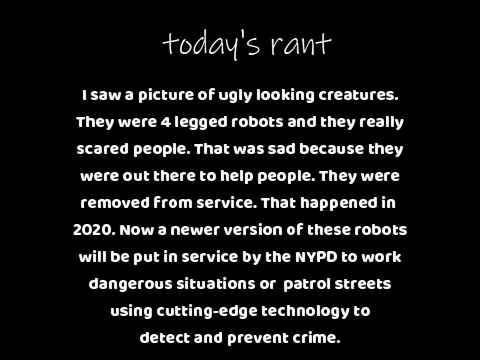 today's rant
I saw a picture of ugly looking creatures.
They were 4 legged robots and they really
scared people. That was sad because they
were out there to help people. They were
removed from service. That happened in
2020. Now a newer version of these robots
will be put in service by the NYPD to work
dangerous situations or patrol streets
using cutting-edge technology to
detect and prevent crime.